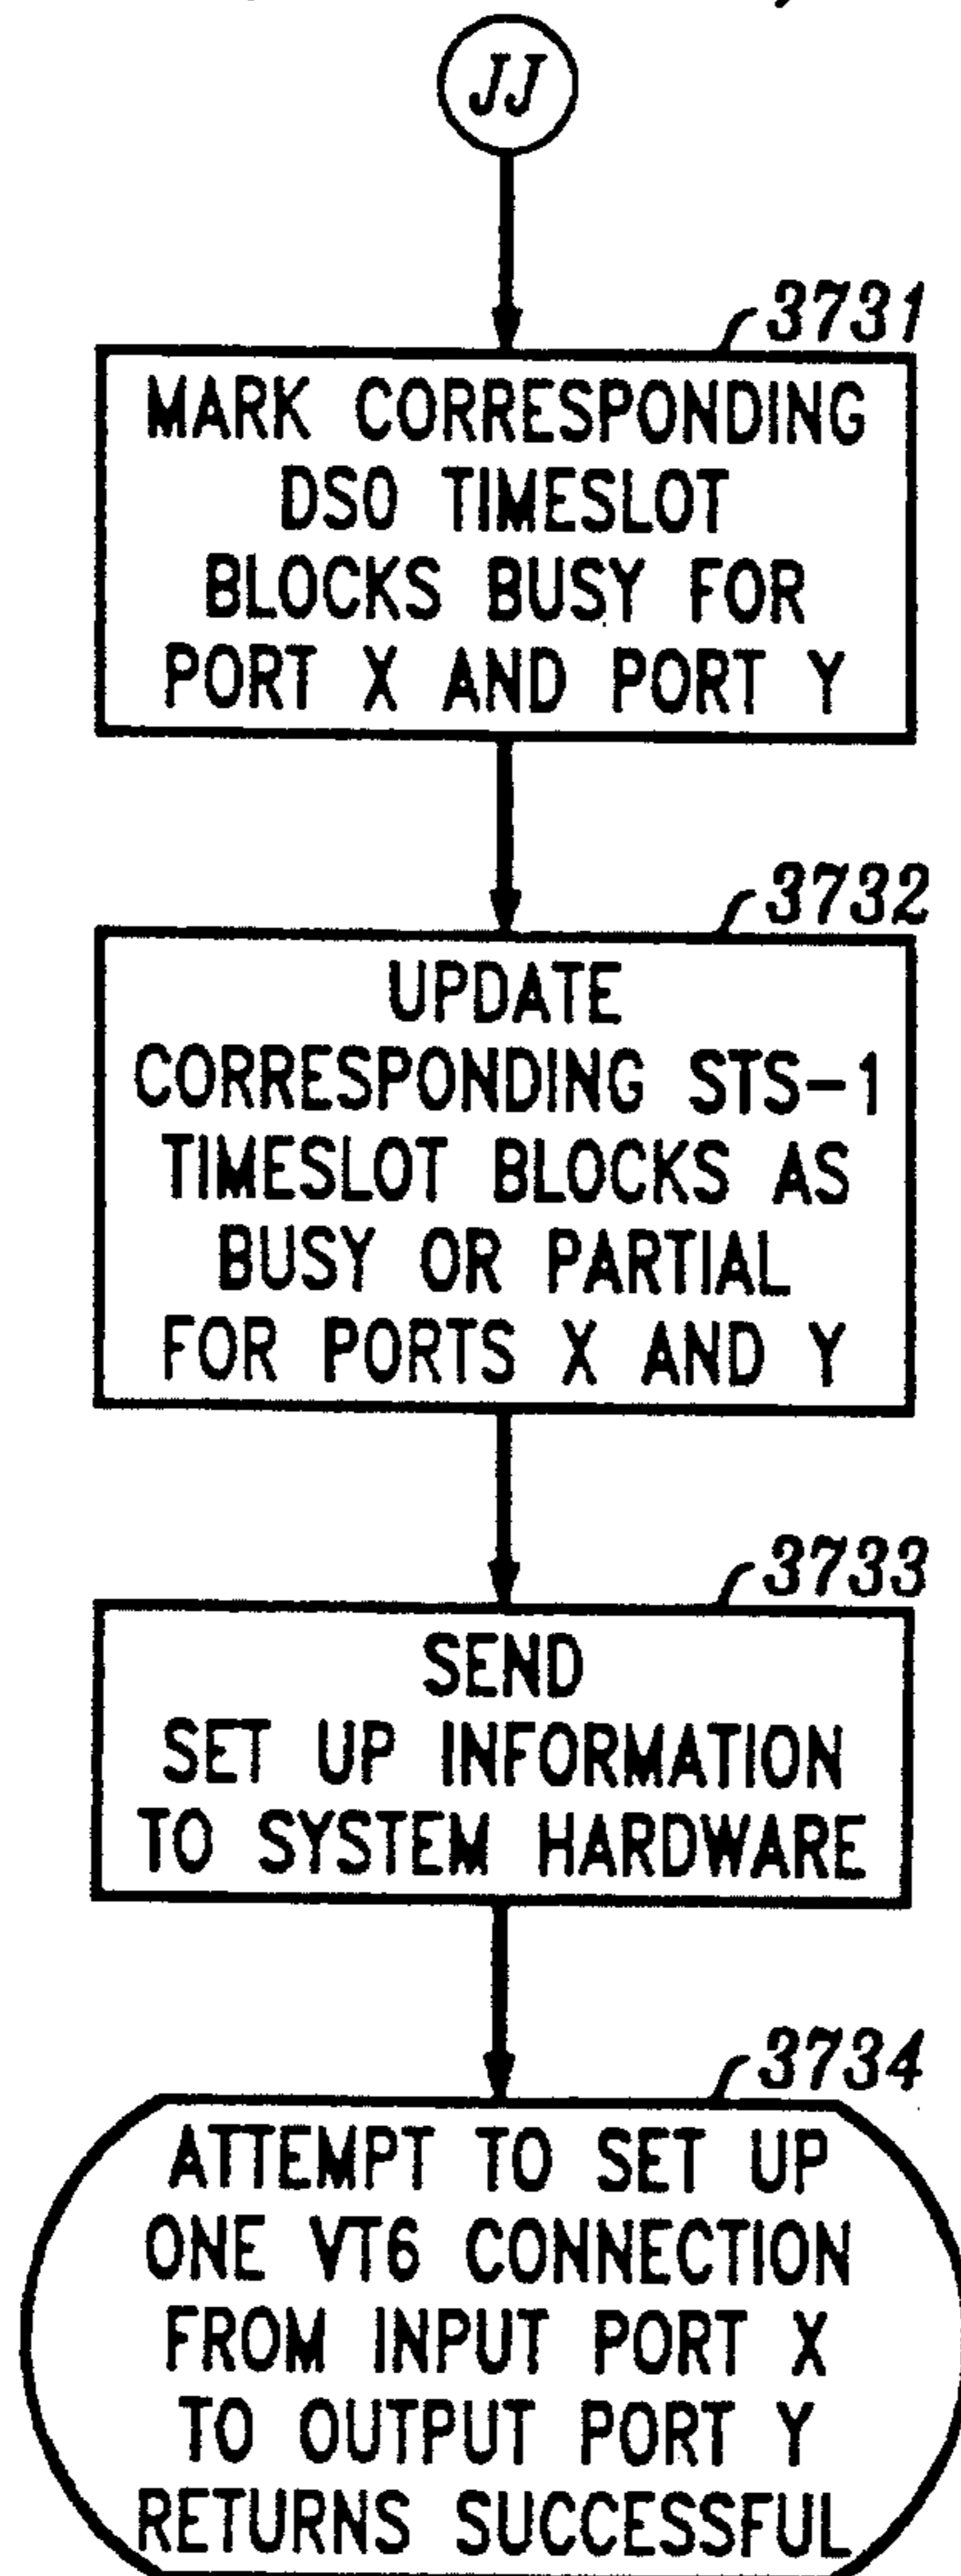 JJ
3731
MARK CORRESPONDING
DS0 TIMESLOT
BLOCKS BUSY FOR
PORT X AND PORT Y
3732
UPDATE
CORRESPONDING STS-1
TIMESLOT BLOCKS AS
BUSY OR PARTIAL
FOR PORTS X AND Y
3733
SEND
SET UP INFORMATION
TO SYSTEM HARDWARE
3734
ATTEMPT TO SET UP
ONE VT6 CONNECTION
FROM INPUT PORT X
TO OUTPUT PORT Y
RETURNS SUCCESSFUL